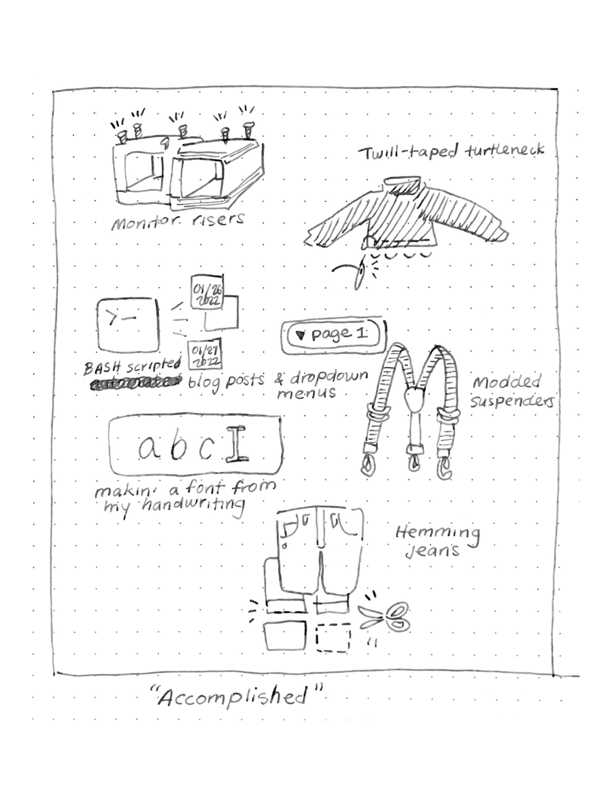 Twill-taped turtleneck
Monitor risers
>-
01/26
2022
01/27
2022
▼ page 1
BASH scripted
blog posts & dropdown
menus
Modded
suspenders
abcI
makin' a font from
my handwriting
Hemming
jeans
"Accomplished"